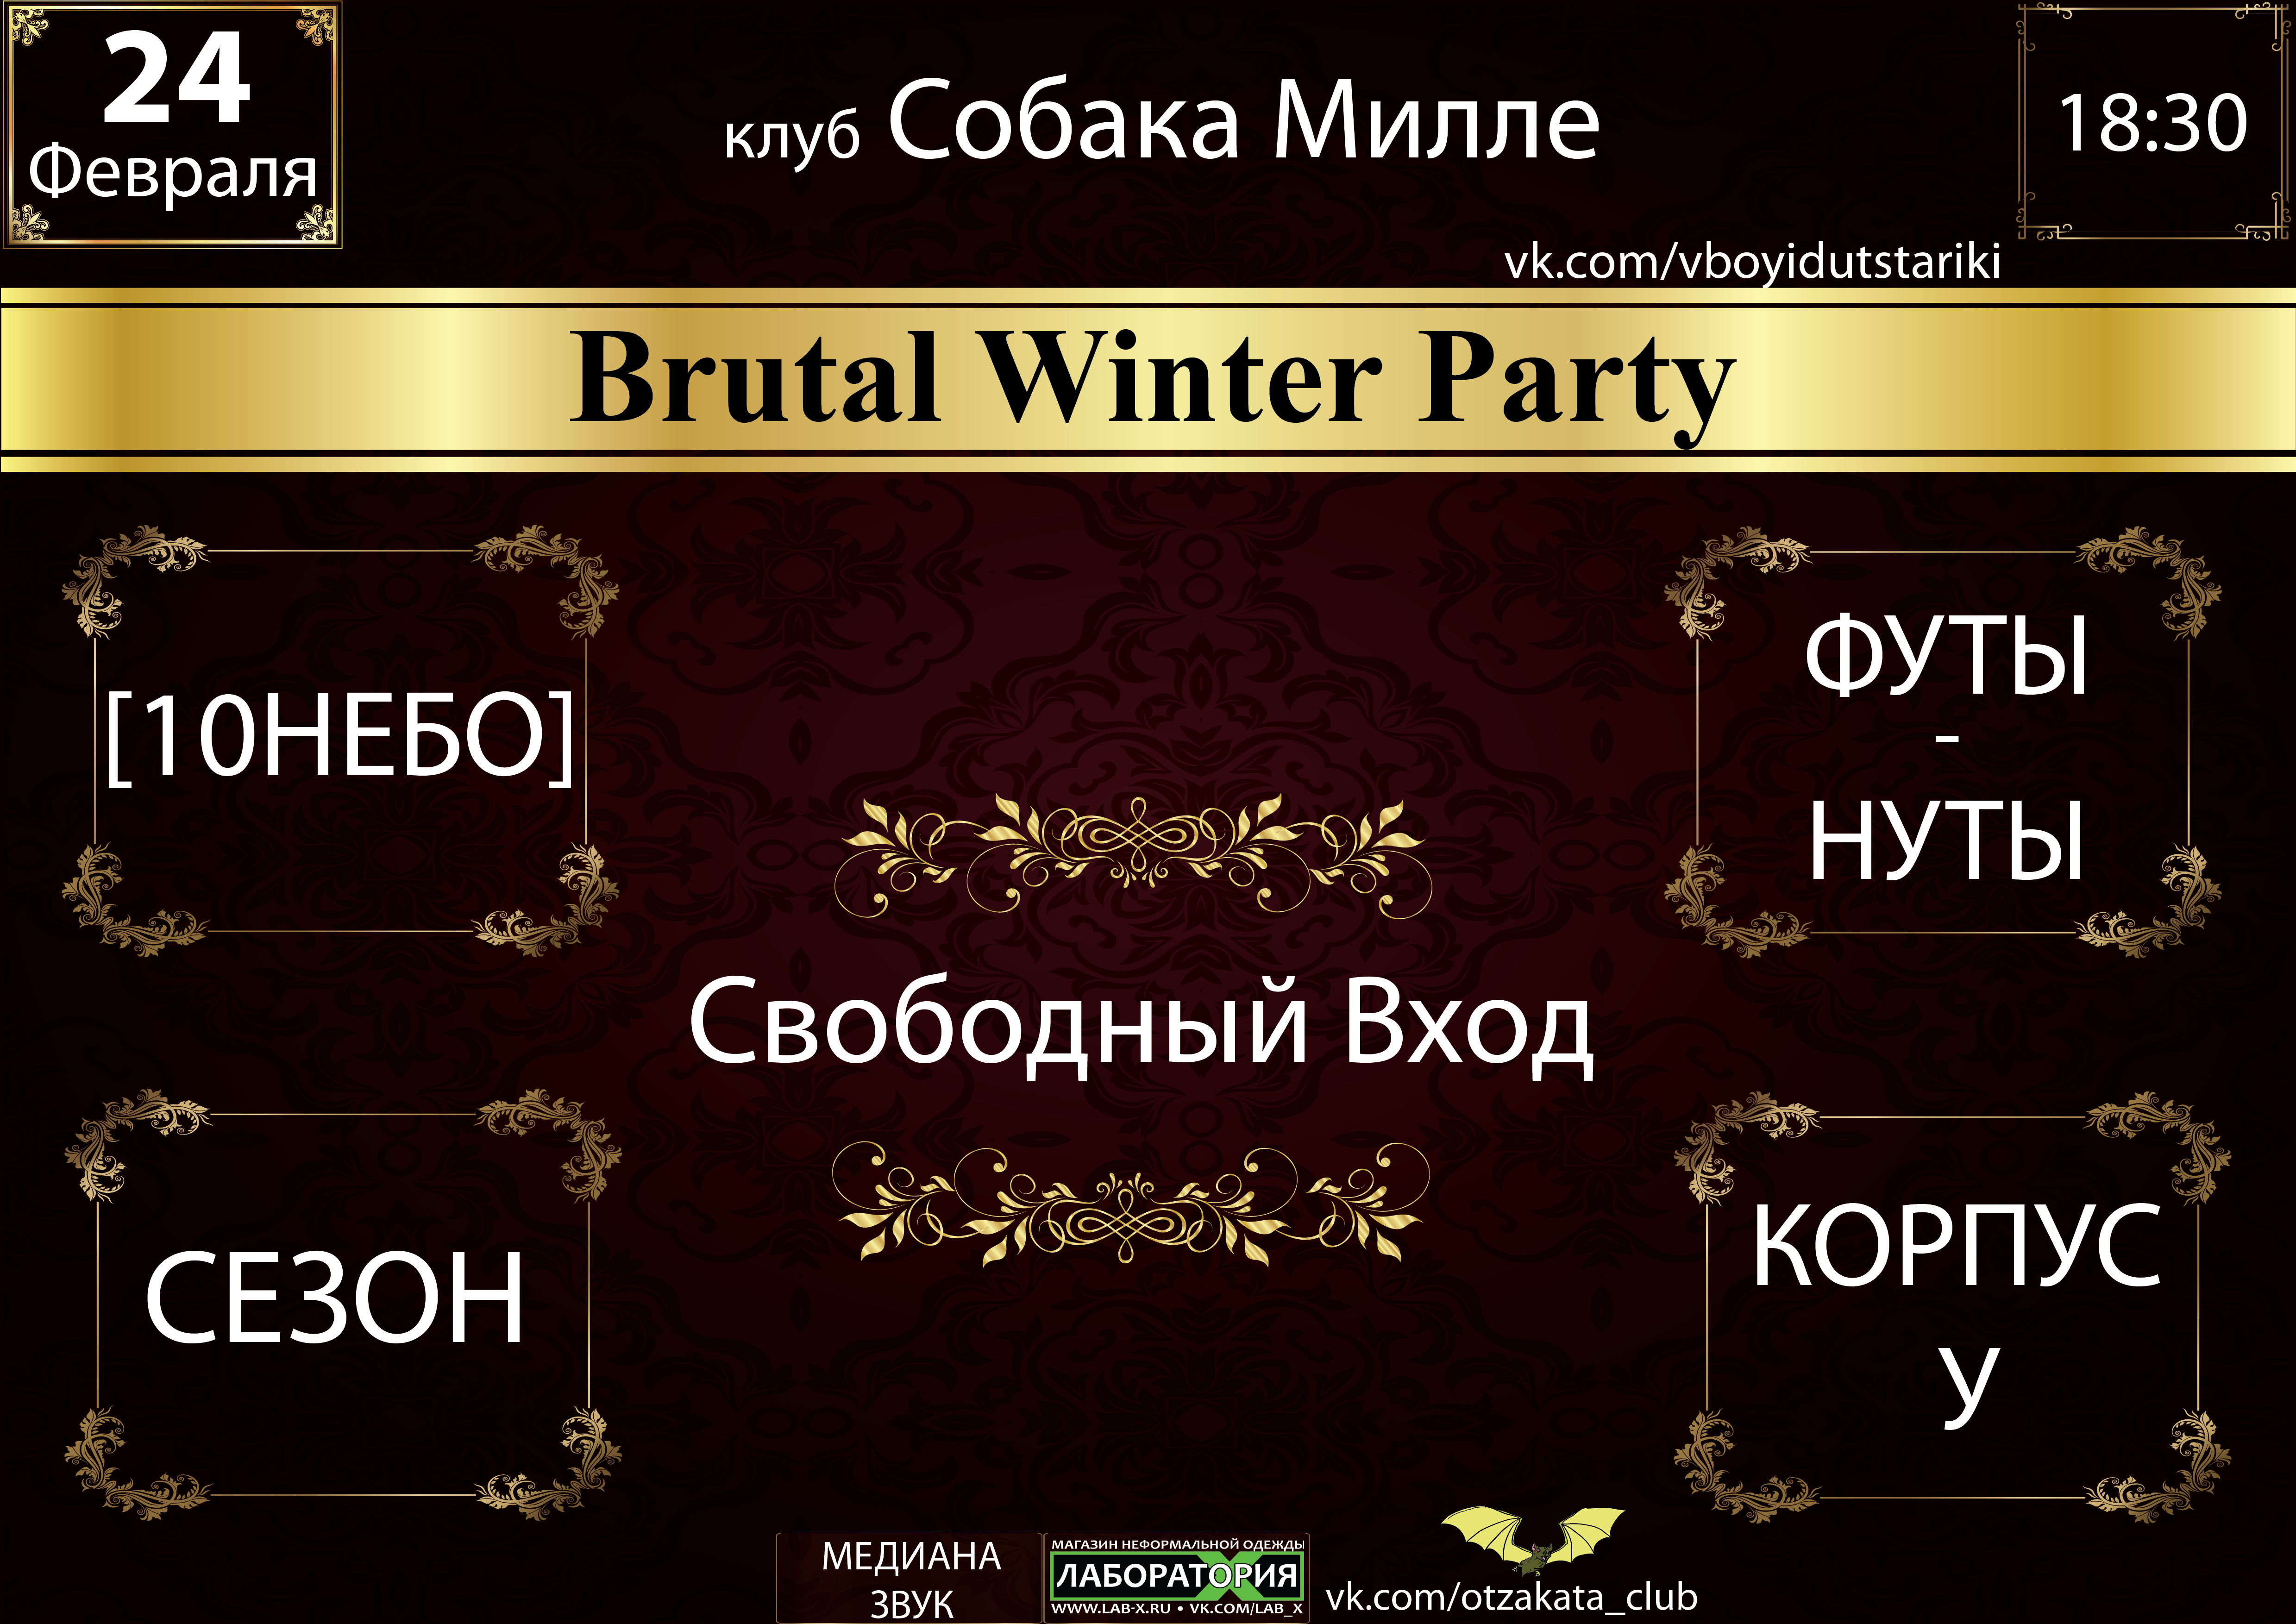 24
Февраля
клуб Собака Милле
18:30
vk.com/vboyidutstariki
Brutal Winter Party
[10НЕБО]
ФУТЫ
-
НУТЫ
Свободный Вход
СЕЗОН
КОРПУС
У
МЕДИАНА
ЗВУК
МАГАЗИН НЕФОРМАЛЬНОЙ ОДЕЖДЫ
ЛАБОРАТОРИЯ X
WWW.LAB-X.RU • VK.COM/LAB_X
vk.com/otzakata_club